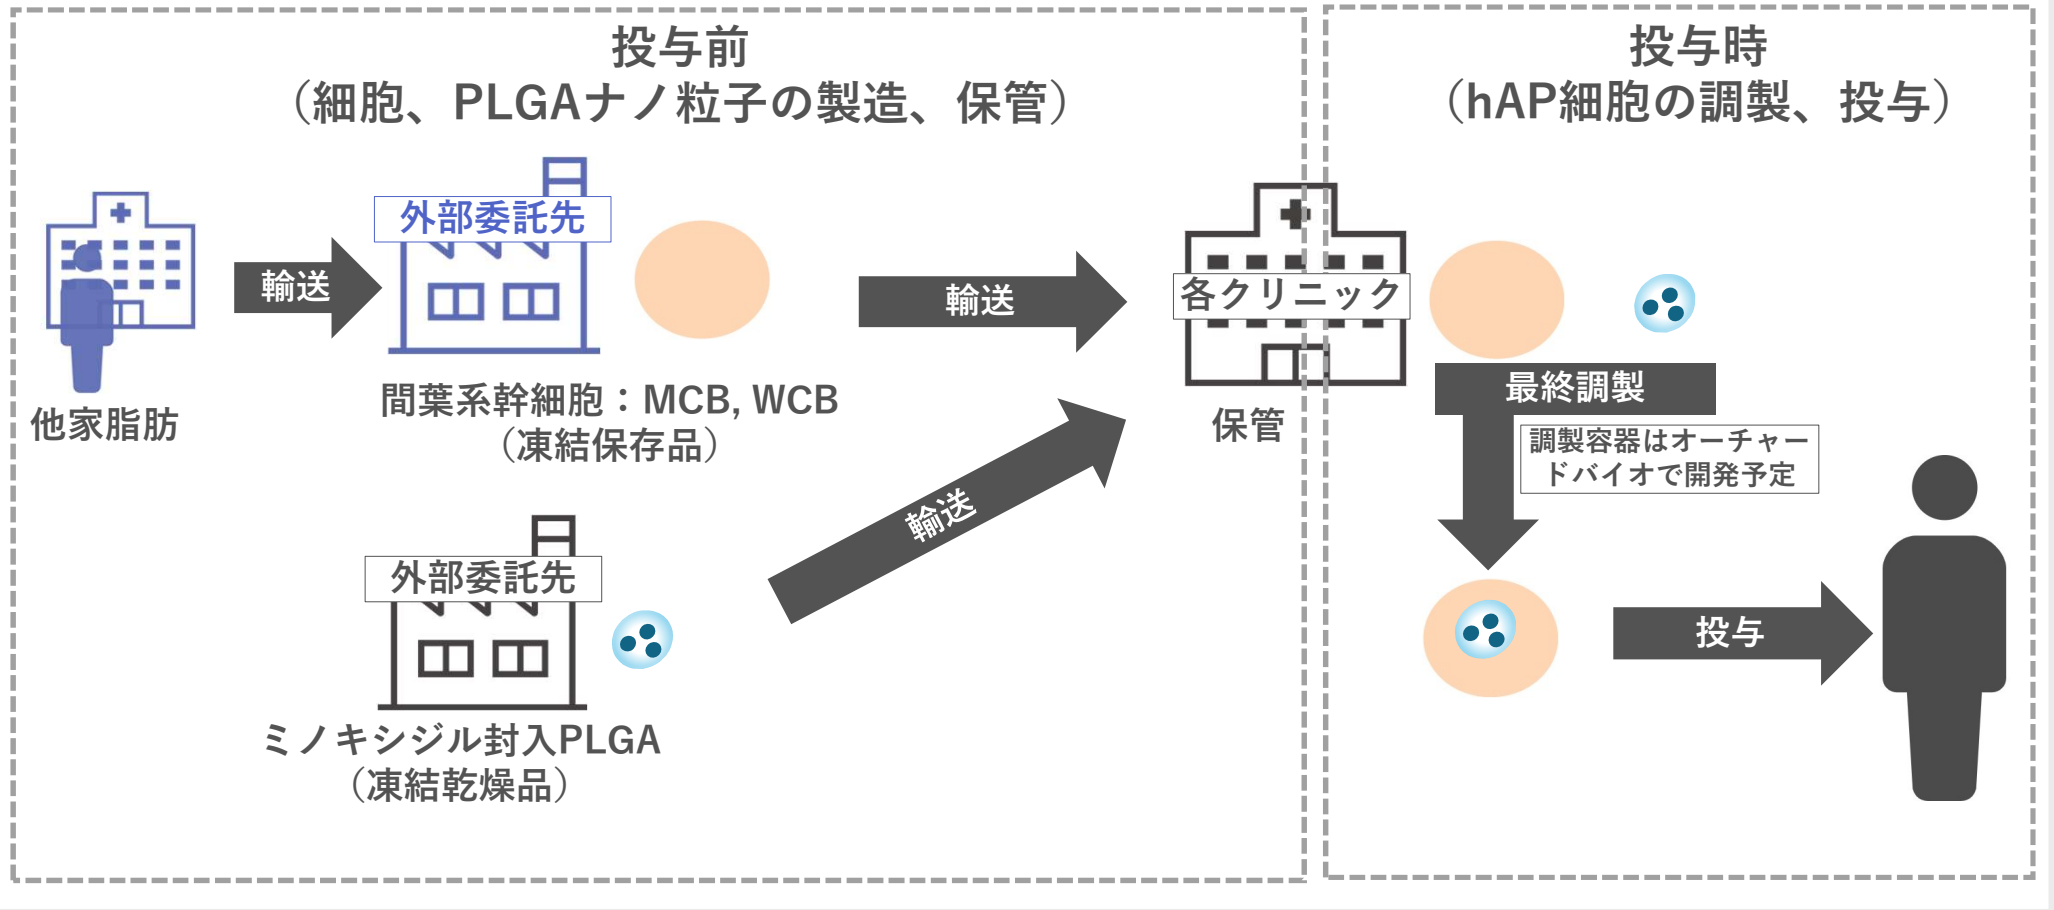 投与前
（細胞、PLGAナノ粒子の製造、保管）
投与時
（hAP細胞の調製、投与）
他家脂肪
輸送
外部委託先
間葉系幹細胞：MCB, WCB
（凍結保存品）
輸送
外部委託先
ミノキシジル封入PLGA
（凍結乾燥品）
輸送
各クリニック
保管
最終調製
調製容器はオーチャー
ドバイオで開発予定
投与